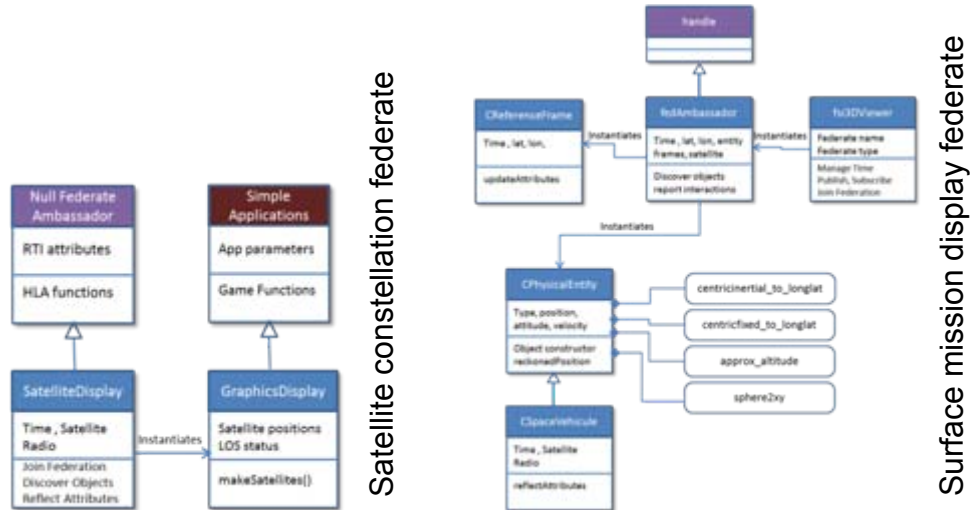 Null Federate
Ambassador
RTI attributes
HLA functions
Simple
Applications
App parameters
Game Functions
SatelliteDisplay
Time , Satellite
Radio
Join Federation
Discover Objects
Reflect Attributes
Instantiates
GraphicsDisplay
Satellite positions
LOS status
makeSatellites()
Satellite constellation federate
handle
CReferenceFrame
Time , lat, lon,
updateAttributes
Instantiates
fedAmbassador
Time , lat, lon, entity
frames, satellite
Discover objects
report interactions
Instantiates
fsi3DViewer
Federate name
Federate type
Manage Time
Publish, Subscribe
Join Federation
Instantiates
CPhysicalEntity
Type, position,
attitude, velocity
Object constructor
reckonedPosition
centricinertial_to_longlat
centricfixed_to_longlat
approx_altitude
sphere2xy
CSpaceVehicule
Time , Satellite
Radio
reflectAttributes
Surface mission display federate